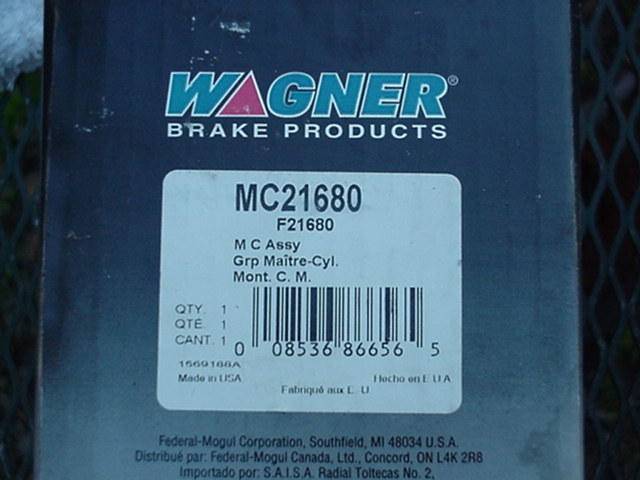 WAGNER®
BRAKE PRODUCTS
MC21680
F21680
M C Assy
Grp Maître-Cyl.
Mont. C. M.
QTY. 1
QTÉ. 1
CANT. 1
0 08536 86656 5
1569188A
Made in USA Hecho en E.U.A
Fabriqué aux E. U.
Federal-Mogul Corporation, Southfield, MI 48034 U.S.A.
Distribué par: Federal-Mogul Canada, Ltd., Concord, ON L4K 2R8
Importado por: S.A.I.S.A. Radial Toltecas No. 2,